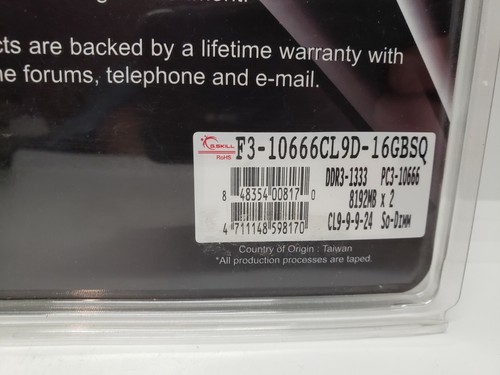 cts are backed by a lifetime warranty with
he forums, telephone and e-mail.
G.SKILL
RoHS
F3-10666CL9D-16GBSQ
DDR3-1333 PC3-10666
8192MB x 2
CL9-9-9-24 So-Dimm
8 48354 00817 0
4 711148 598170
Country of Origin : Taiwan
*All production processes are taped.